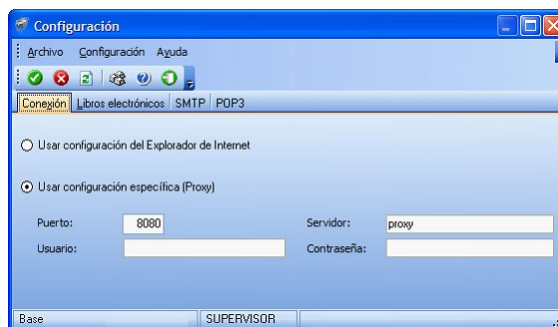 Configuración
Archivo Configuración Ayuda
Conexión Libros electrónicos SMTP POP3
Usar configuración del Explorador de Internet
Usar configuración específica (Proxy)
Puerto: 8080 Servidor: proxy
Usuario: Contraseña:
Base SUPERVISOR